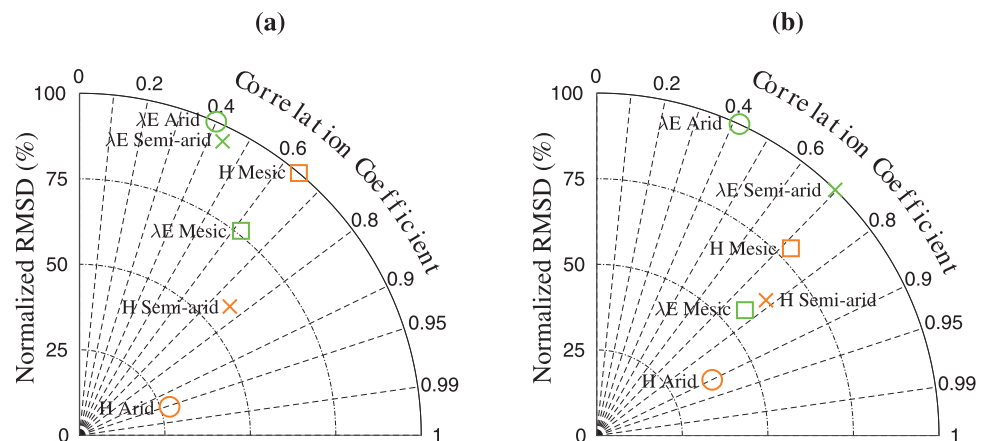 (a)
Correlation Coefficient
Normalized RMSD (%)
100
75
50
25
0
0
0.2
0.4
0.6
0.8
0.9
0.95
0.99
1
λE Arid
λE Semi-arid
H Mesic
λE Mesic
H Semi-arid
H Arid
(b)
Correlation Coefficient
Normalized RMSD (%)
100
75
50
25
0
0
0.2
0.4
0.6
0.8
0.9
0.95
0.99
1
λE Arid
λE Semi-arid
H Mesic
H Semi-arid
λE Mesic
H Arid